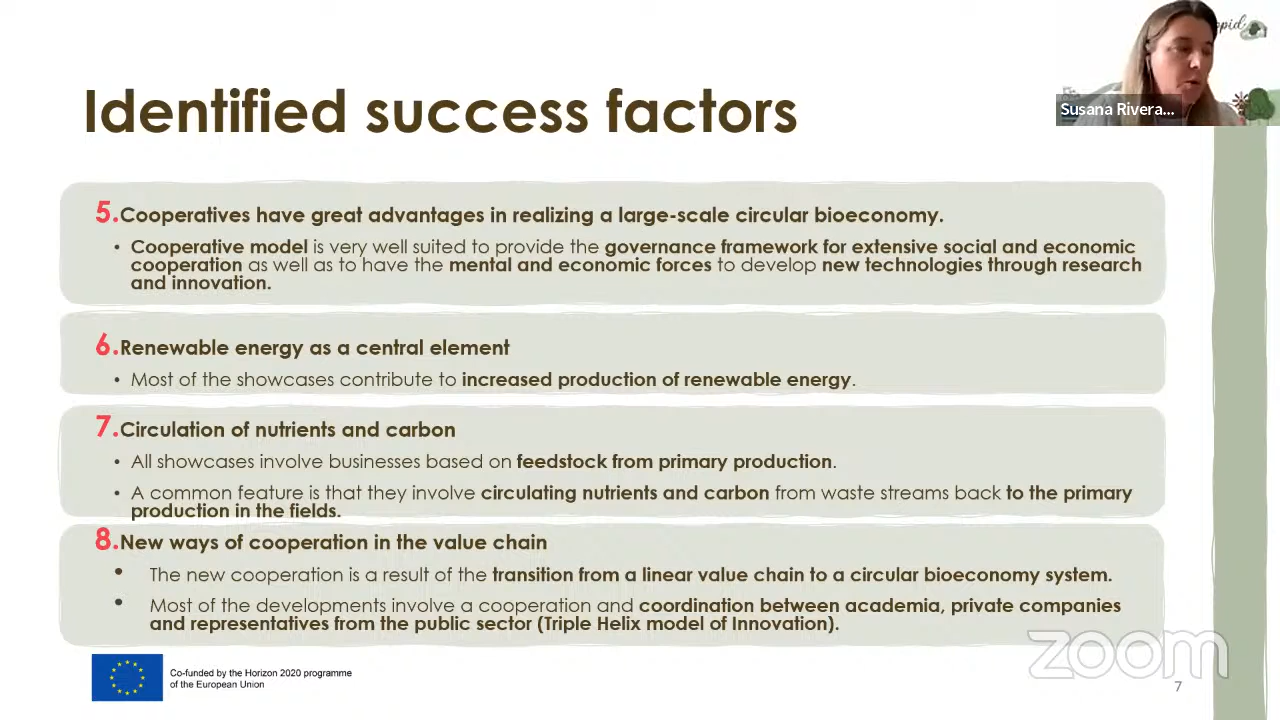 Identified success factors
Susana Rivera...
5.Cooperatives have great advantages in realizing a large-scale circular bioeconomy.
• Cooperative model is very well suited to provide the governance framework for extensive social and economic
cooperation as well as to have the mental and economic forces to develop new technologies through research
and innovation.
6.Renewable energy as a central element
• Most of the showcases contribute to increased production of renewable energy.
7.Circulation of nutrients and carbon
• All showcases involve businesses based on feedstock from primary production.
• A common feature is that they involve circulating nutrients and carbon from waste streams back to the primary
production in the fields.
8.New ways of cooperation in the value chain
• The new cooperation is a result of the transition from a linear value chain to a circular bioeconomy system.
• Most of the developments involve a cooperation and coordination between academia, private companies
and representatives from the public sector (Triple Helix model of Innovation).
Co-funded by the Horizon 2020 programme
of the European Union
zoom
7